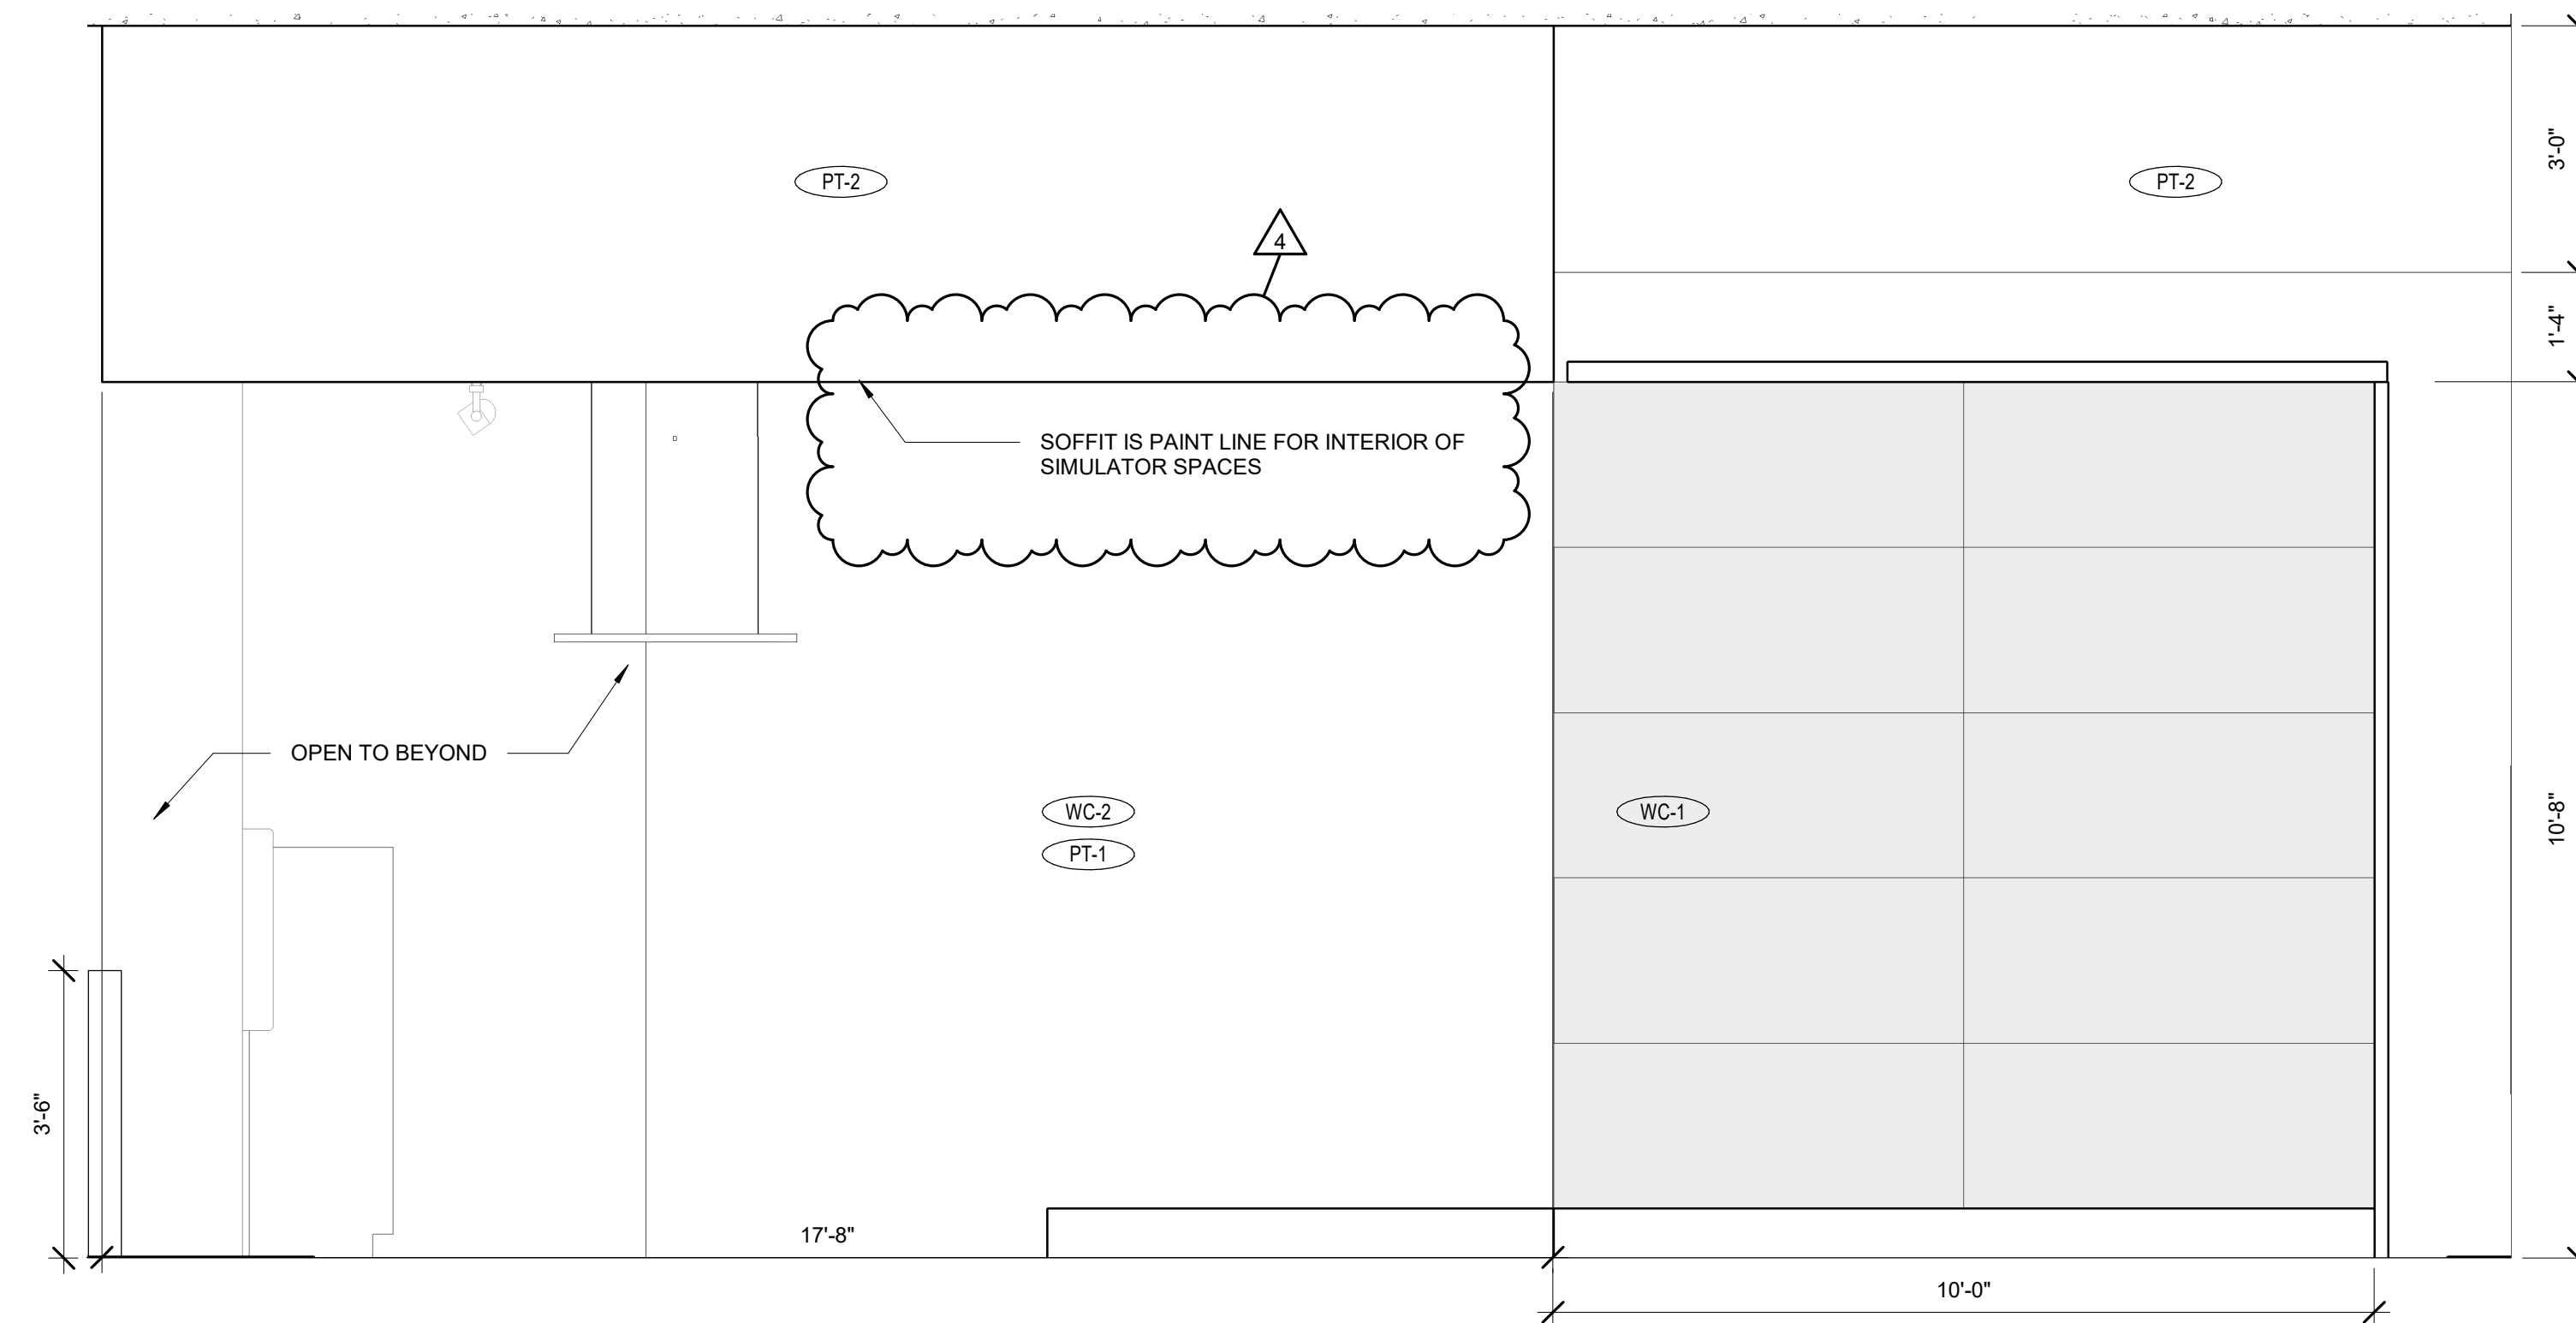 PT-2
PT-2
3'-0"
4
1'-4"
SOFFIT IS PAINT LINE FOR INTERIOR OF
SIMULATOR SPACES
OPEN TO BEYOND
WC-2
WC-1
10'-8"
PT-1
3'-6"
17'-8"
10'-0"